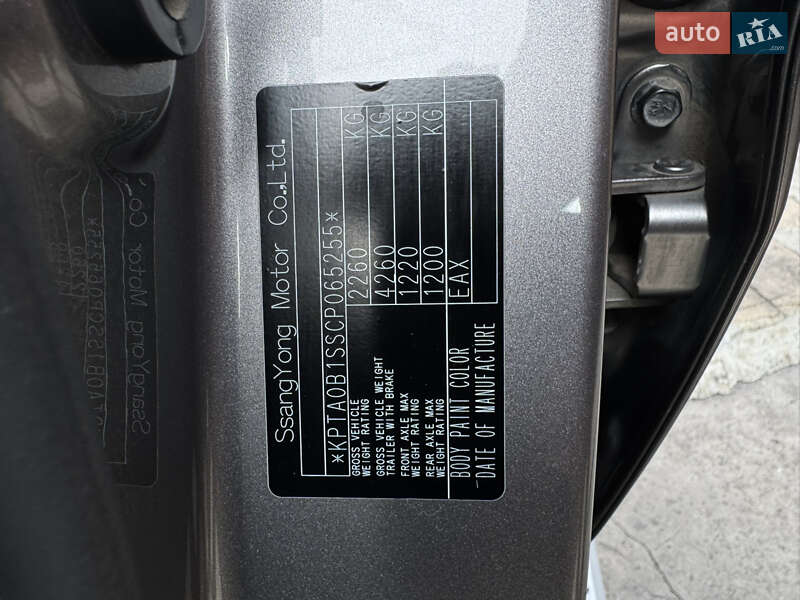 auto RIA
SsangYong Motor Co.,Ltd.
*KPTA0B1SSCP065255*
GROSS VEHICLE WEIGHT RATING 2260 KG
GROSS VEHICLE WEIGHT TRAILER WITH BRAKE 4260 KG
FRONT AXLE MAX WEIGHT RATING 1220 KG
REAR AXLE MAX WEIGHT RATING 1200 KG
BODY PAINT COLOR EAX
DATE OF MANUFACTURE